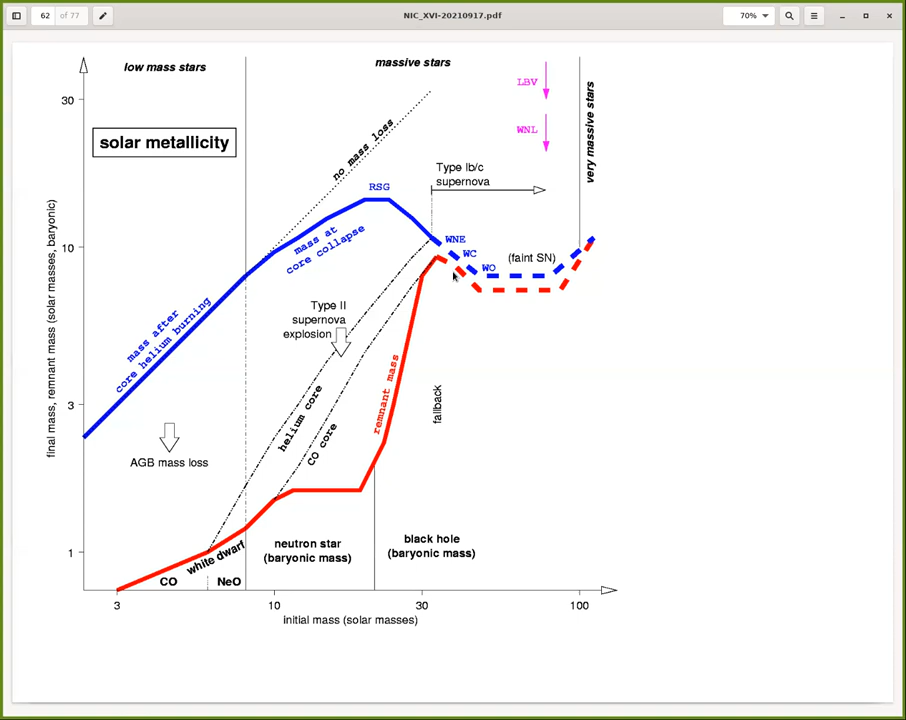 62 of 77
NIC_XVI-20210917.pdf
70%
low mass stars
massive stars
very massive stars
LBV
WNL
30
solar metallicity
no mass loss
Type Ib/c
supernova
RSG
mass at
core collapse
WNE
WC
WO
(faint SN)
10
final mass, remnant mass (solar masses, baryonic)
mass after
core helium burning
Type II
supernova
explosion
helium core
CO core
remnant mass
fallback
3
AGB mass loss
1
white dwarf
CO
NeO
neutron star
(baryonic mass)
black hole
(baryonic mass)
3
10
30
100
initial mass (solar masses)